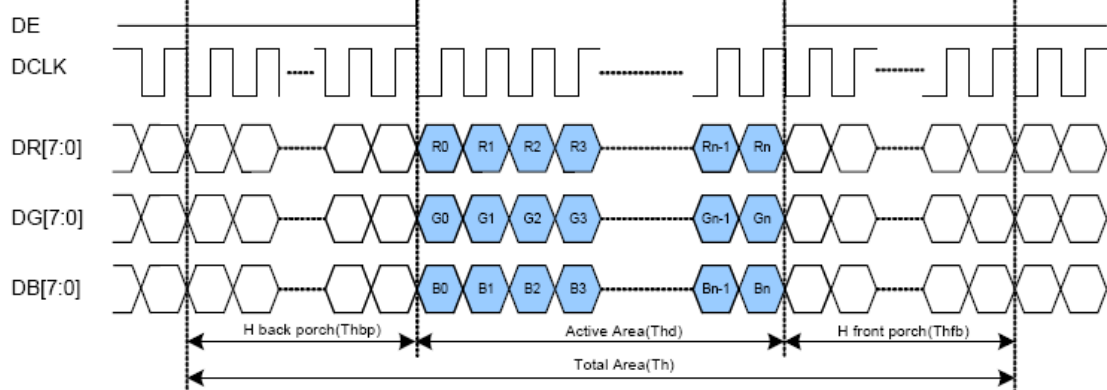 DE
DCLK
DR[7:0] R0 R1 R2 R3 Rn-1 Rn
DG[7:0] G0 G1 G2 G3 Gn-1 Gn
DB[7:0] B0 B1 B2 B3 Bn-1 Bn
H back porch(Thbp) Active Area(Thd) H front porch(Thfb)
Total Area(Th)